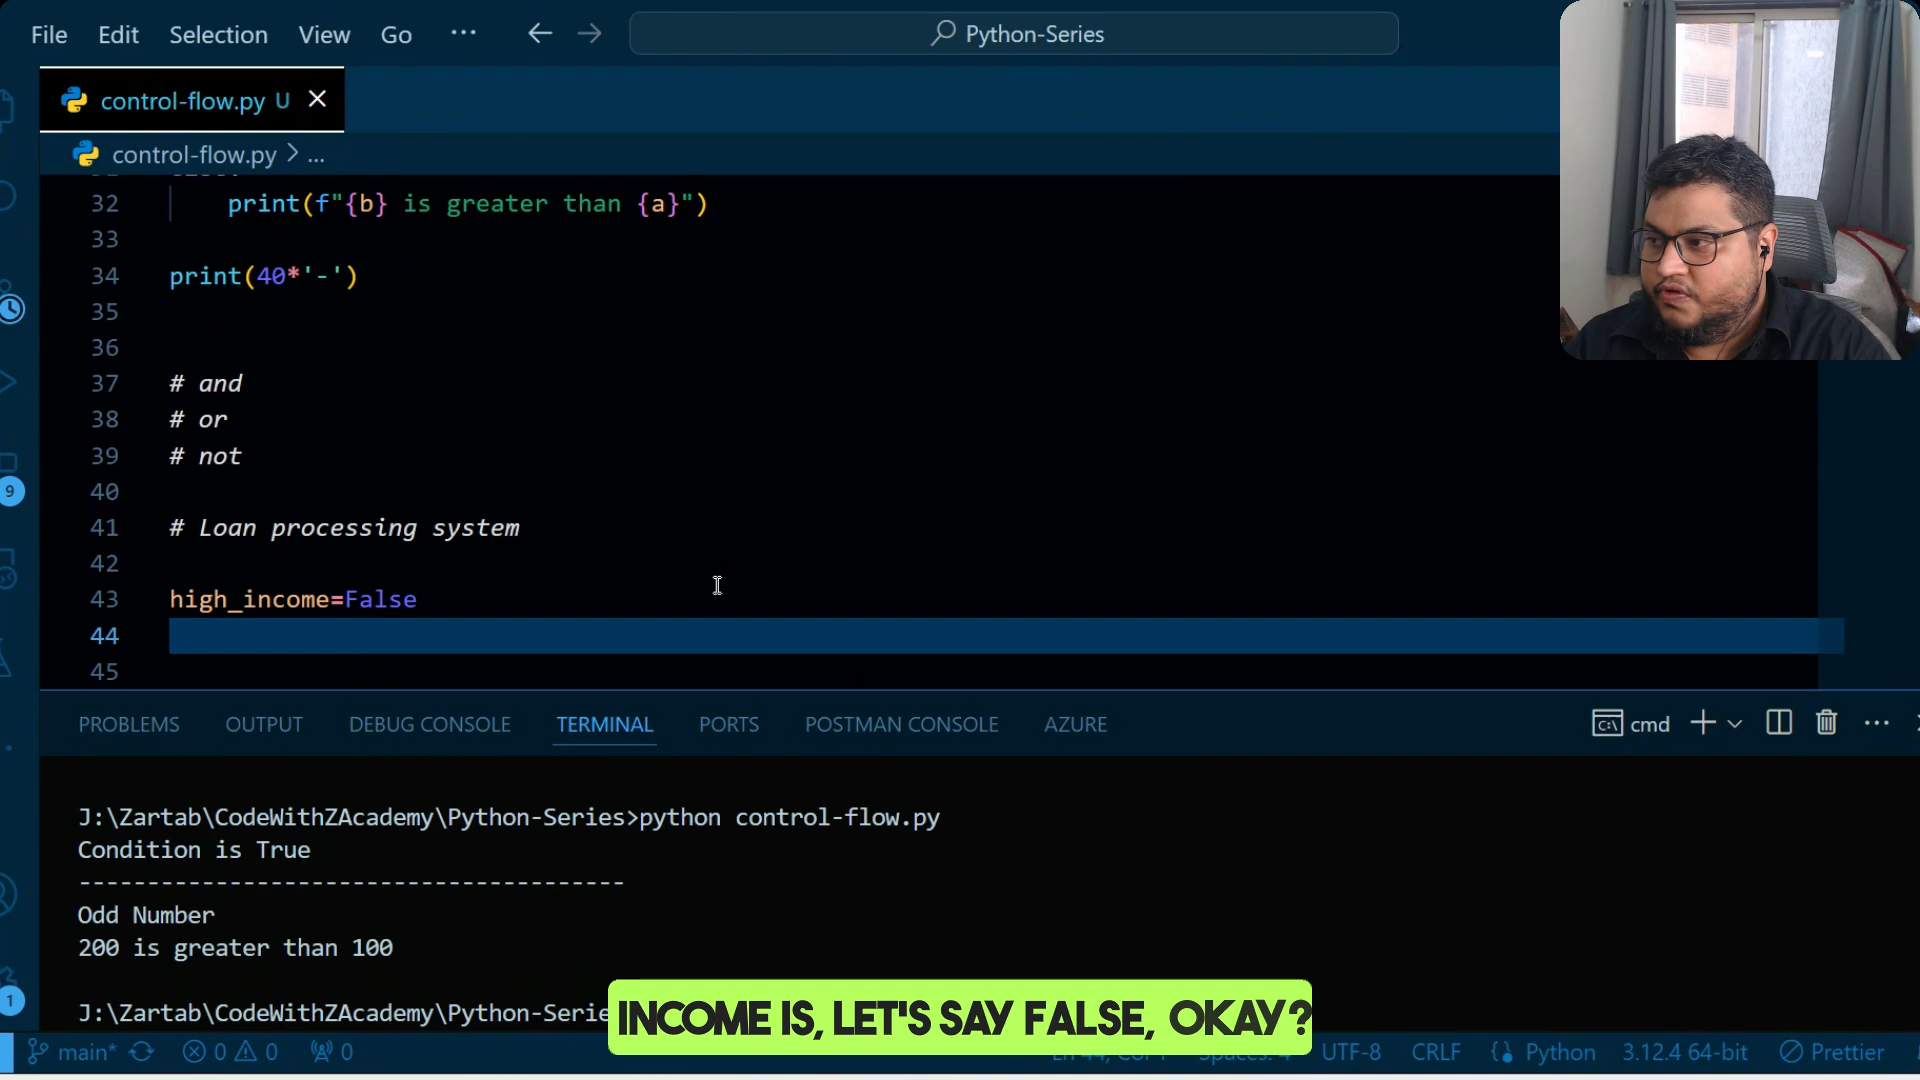 File Edit Selection View Go ... Python-Series
control-flow.py U
control-flow.py > ...
32 print(f"{b} is greater than {a}")
33
34 print(40*'-')
35
36
37 # and
38 # or
39 # not
40
41 # Loan processing system
42
43 high_income=False
44
45
PROBLEMS OUTPUT DEBUG CONSOLE TERMINAL PORTS POSTMAN CONSOLE AZURE cmd
J:\Zartab\CodeWithZAcademy\Python-Series>python control-flow.py
Condition is True
----------------------------------------
Odd Number
200 is greater than 100
J:\Zartab\CodeWithZAcademy\Python-Serie
INCOME IS, LET'S SAY FALSE, OKAY?
9
1
main* 0 0 0 UTF-8 CRLF Python 3.12.4 64-bit Prettier